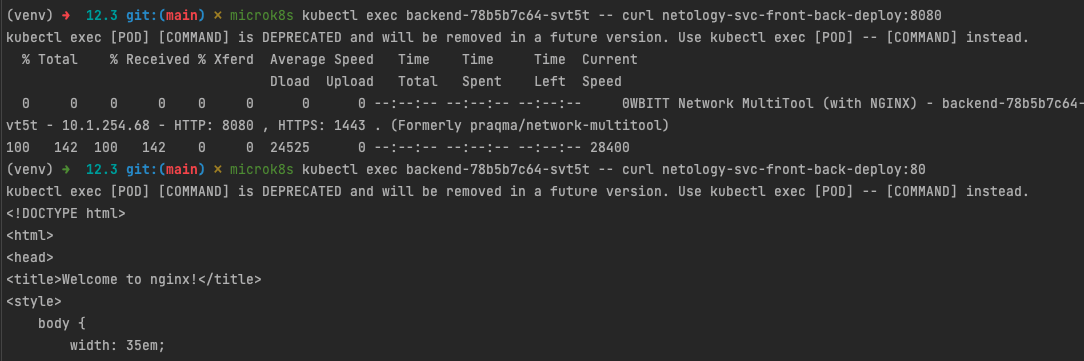 (venv) ➜  12.3 git:(main) ✗ microk8s kubectl exec backend-78b5b7c64-svt5t -- curl netology-svc-front-back-deploy:8080
kubectl exec [POD] [COMMAND] is DEPRECATED and will be removed in a future version. Use kubectl exec [POD] -- [COMMAND] instead.
  % Total    % Received % Xferd  Average Speed   Time    Time     Time  Current
                                 Dload  Upload   Total   Spent    Left  Speed
  0     0    0     0    0     0      0      0 --:--:-- --:--:-- --:--:--     0WBITT Network MultiTool (with NGINX) - backend-78b5b7c64-
vt5t - 10.1.254.68 - HTTP: 8080 , HTTPS: 1443 . (Formerly praqma/network-multitool)
100   142  100   142    0     0  24525      0 --:--:-- --:--:-- --:--:-- 28400
(venv) ➜  12.3 git:(main) ✗ microk8s kubectl exec backend-78b5b7c64-svt5t -- curl netology-svc-front-back-deploy:80
kubectl exec [POD] [COMMAND] is DEPRECATED and will be removed in a future version. Use kubectl exec [POD] -- [COMMAND] instead.
<!DOCTYPE html>
<html>
<head>
<title>Welcome to nginx!</title>
<style>
    body {
        width: 35em;